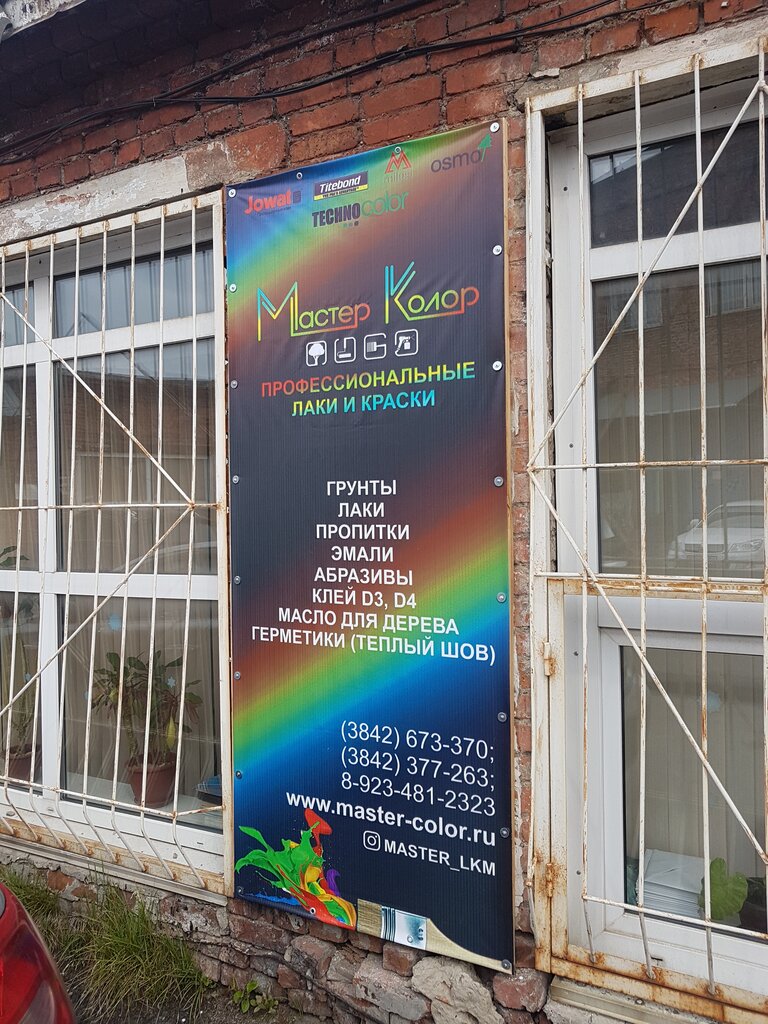 Jowat
Titebond
osmo
TECHNOcolor
Мастер Колор
ПРОФЕССИОНАЛЬНЫЕ
ЛАКИ И КРАСКИ
ГРУНТЫ
ЛАКИ
ПРОПИТКИ
ЭМАЛИ
АБРАЗИВЫ
КЛЕЙ D3, D4
МАСЛО ДЛЯ ДЕРЕВА
ГЕРМЕТИКИ (ТЕПЛЫЙ ШОВ)
(3842) 673-370;
(3842) 377-263;
8-923-481-2323
www.master-color.ru
MASTER_LKM